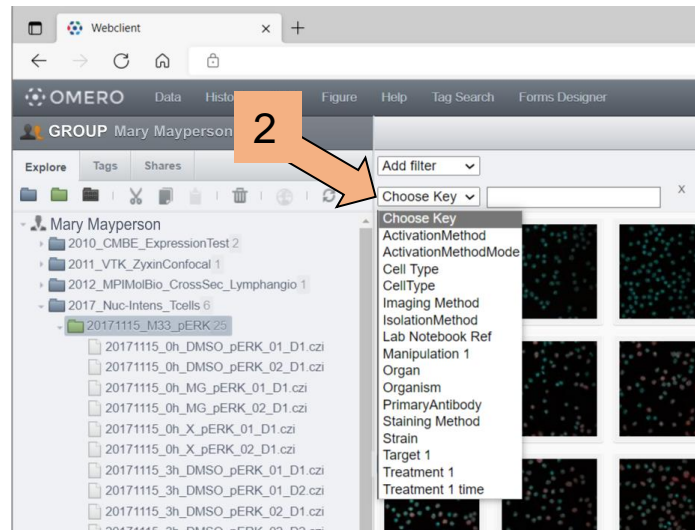 Webclient
OMERO Data Figure Help Tag Search Forms Designer
2
GROUP Mary Mayperson
Explore Tags Shares
Add filter
Choose Key
x
Choose Key
ActivationMethod
ActivationMethodMode
Cell Type
CellType
Imaging Method
IsolationMethod
Lab Notebook Ref
Manipulation 1
Organ
Organism
PrimaryAntibody
Staining Method
Strain
Target 1
Treatment 1
Treatment 1 time
Mary Mayperson
2010_CMBE_ExpressionTest 2
2011_VTK_ZyxinConfocal 1
2012_MPIMolBio_CrossSec_Lymphangio 1
2017_Nuc-Intens_Tcells 6
20171115_M33_pERK 25
20171115_0h_DMSO_pERK_01_D1.czi
20171115_0h_DMSO_pERK_02_D1.czi
20171115_0h_MG_pERK_01_D1.czi
20171115_0h_MG_pERK_02_D1.czi
20171115_0h_X_pERK_01_D1.czi
20171115_0h_X_pERK_02_D1.czi
20171115_3h_DMSO_pERK_01_D1.czi
20171115_3h_DMSO_pERK_01_D2.czi
20171115_3h_DMSO_pERK_02_D1.czi